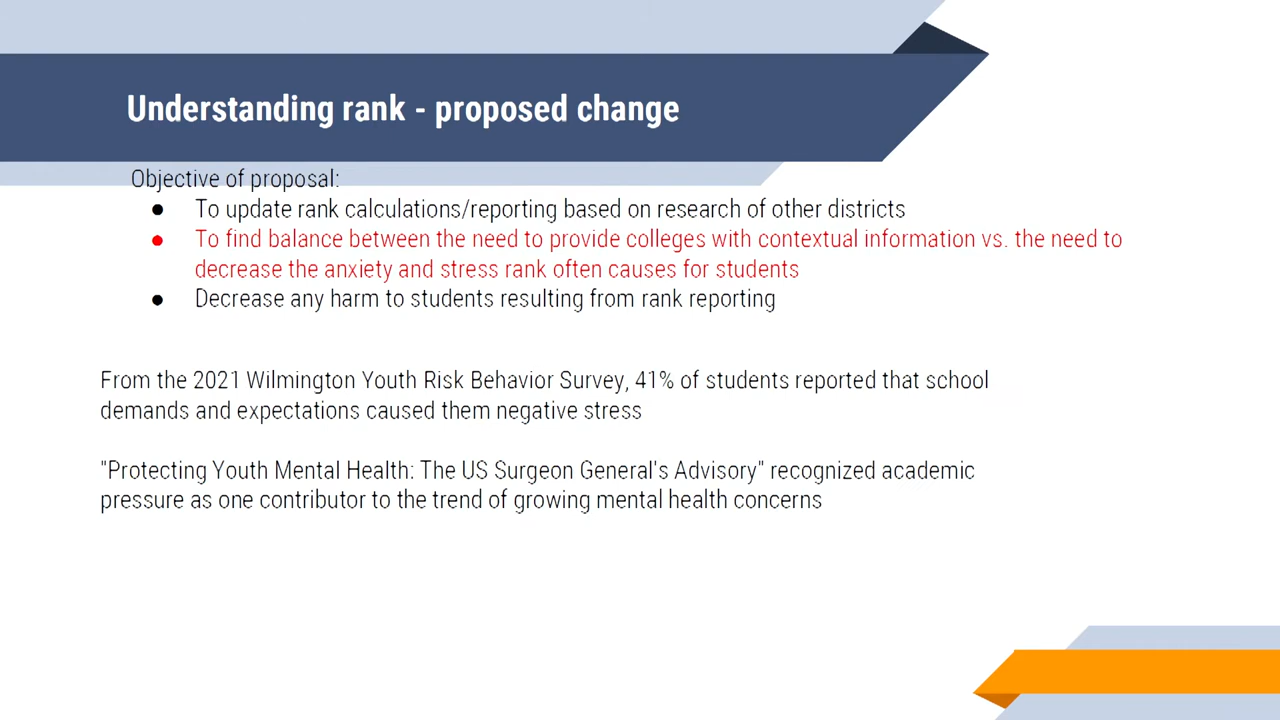 Understanding rank - proposed change
Objective of proposal:
● To update rank calculations/reporting based on research of other districts
● To find balance between the need to provide colleges with contextual information vs. the need to
decrease the anxiety and stress rank often causes for students
● Decrease any harm to students resulting from rank reporting
From the 2021 Wilmington Youth Risk Behavior Survey, 41% of students reported that school
demands and expectations caused them negative stress
"Protecting Youth Mental Health: The US Surgeon General's Advisory" recognized academic
pressure as one contributor to the trend of growing mental health concerns